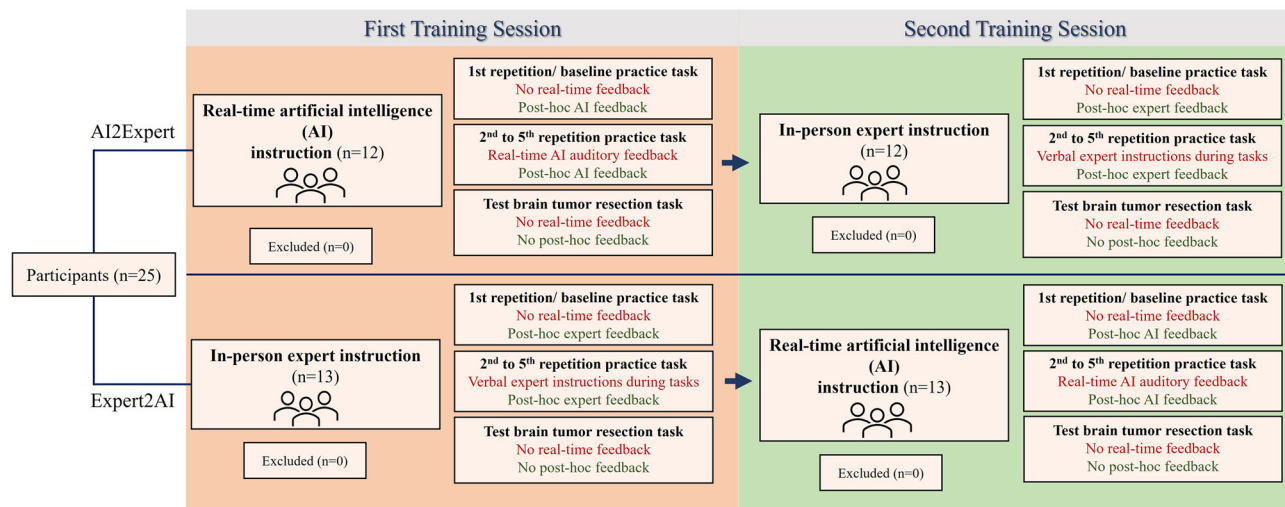 First Training Session
Second Training Session
AI2Expert
Real-time artificial intelligence
(AI)
instruction (n=12)
Excluded (n=0)
1st repetition/ baseline practice task
No real-time feedback
Post-hoc AI feedback
2nd to 5th repetition practice task
Real-time AI auditory feedback
Post-hoc AI feedback
Test brain tumor resection task
No real-time feedback
No post-hoc feedback
In-person expert instruction
(n=12)
Excluded (n=0)
1st repetition/ baseline practice task
No real-time feedback
Post-hoc expert feedback
2nd to 5th repetition practice task
Verbal expert instructions during tasks
Post-hoc expert feedback
Test brain tumor resection task
No real-time feedback
No post-hoc feedback
Participants (n=25)
Expert2AI
In-person expert instruction
(n=13)
Excluded (n=0)
1st repetition/ baseline practice task
No real-time feedback
Post-hoc expert feedback
2nd to 5th repetition practice task
Verbal expert instructions during tasks
Post-hoc expert feedback
Test brain tumor resection task
No real-time feedback
No post-hoc feedback
Real-time artificial intelligence
(AI)
instruction (n=13)
Excluded (n=0)
1st repetition/ baseline practice task
No real-time feedback
Post-hoc AI feedback
2nd to 5th repetition practice task
Real-time AI auditory feedback
Post-hoc AI feedback
Test brain tumor resection task
No real-time feedback
No post-hoc feedback